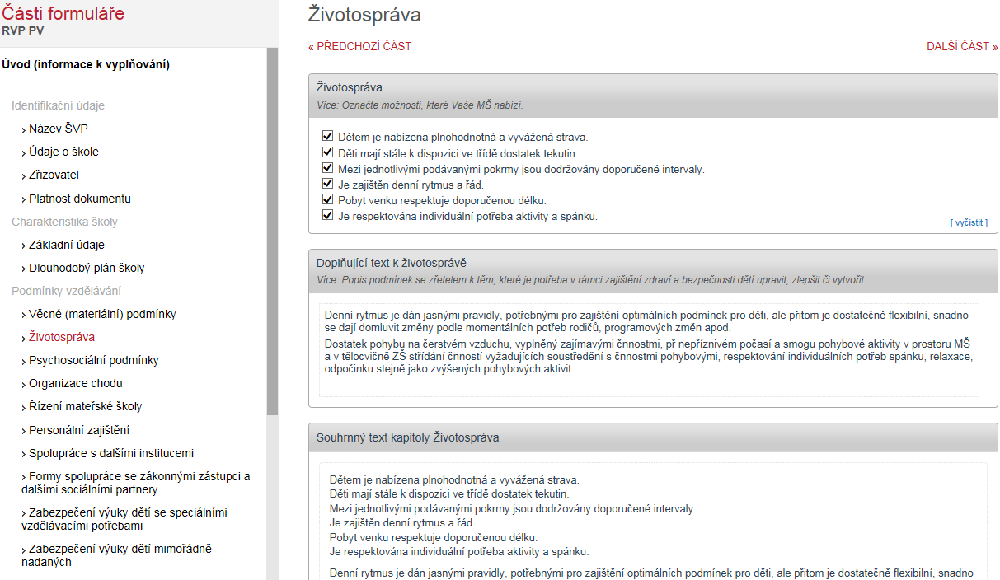 Části formuláře
RVP PV
Úvod (informace k vyplňování)
Identifikační údaje
› Název ŠVP
› Údaje o škole
› Zřizovatel
› Platnost dokumentu
Charakteristika školy
› Základní údaje
› Dlouhodobý plán školy
Podmínky vzdělávání
› Věcné (materiální) podmínky
› Životospráva
› Psychosociální podmínky
› Organizace chodu
› Řízení mateřské školy
› Personální zajištění
› Spolupráce s dalšími institucemi
› Formy spolupráce se zákonnými zástupci a
dalšími sociálními partnery
› Zabezpečení výuky dětí se speciálními
vzdělávacími potřebami
› Zabezpečení výuky dětí mimořádně
nadaných
Životospráva
« PŘEDCHOZÍ ČÁST
DALŠÍ ČÁST »
Životospráva
Více: Označte možnosti, které Vaše MŠ nabízí.
Dětem je nabízena plnohodnotná a vyvážená strava.
Děti mají stále k dispozici ve třídě dostatek tekutin.
Mezi jednotlivými podávanými pokrmy jsou dodržovány doporučené intervaly.
Je zajištěn denní rytmus a řád.
Pobyt venku respektuje doporučenou délku.
Je respektována individuální potřeba aktivity a spánku.
[ vyčistit ]
Doplňující text k životosprávě
Více: Popis podmínek se zřetelem k těm, které je potřeba v rámci zajištění zdraví a bezpečnosti dětí upravit, zlepšit či vytvořit.
Denní rytmus je dán jasnými pravidly, potřebnými pro zajištění optimálních podmínek pro děti, ale přitom je dostatečně flexibilní, snadno
se dají domluvit změny podle momentálních potřeb rodičů, programových změn apod.
Dostatek pohybu na čerstvém vzduchu, vyplněný zajímavými čnnostmi, př nepříznivém počasí a smogu pohybové aktivity v prostoru MŠ
a v tělocvičně ZŠ střídání čnností vyžadujících soustředění s čnnostmi pohybovými, respektování individuálních potřeb spánku, relaxace,
odpočinku stejně jako zvýšených pohybových aktivit.
Souhrnný text kapitoly Životospráva
Dětem je nabízena plnohodnotná a vyvážená strava.
Děti mají stále k dispozici ve třídě dostatek tekutin.
Mezi jednotlivými podávanými pokrmy jsou dodržovány doporučené intervaly.
Je zajištěn denní rytmus a řád.
Pobyt venku respektuje doporučenou délku.
Je respektována individuální potřeba aktivity a spánku.
Denní rytmus je dán jasnými pravidly, potřebnými pro zajištění optimálních podmínek pro děti, ale přitom je dostatečně flexibilní, snadno